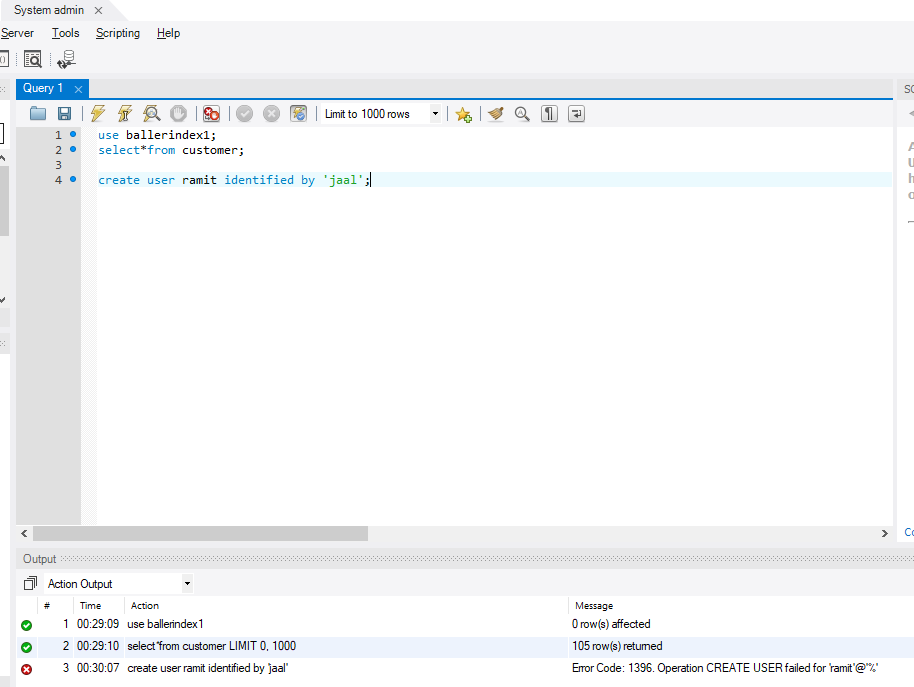 System admin
Server Tools Scripting Help
Query 1
Limit to 1000 rows
1 use ballerindex1;
2 select*from customer;
3
4 create user ramit identified by 'jaal';
Output
Action Output
# Time Action Message
1 00:29:09 use ballerindex1 0 row(s) affected
2 00:29:10 select*from customer LIMIT 0, 1000 105 row(s) returned
3 00:30:07 create user ramit identified by 'jaal' Error Code: 1396. Operation CREATE USER failed for 'ramit'@'%'